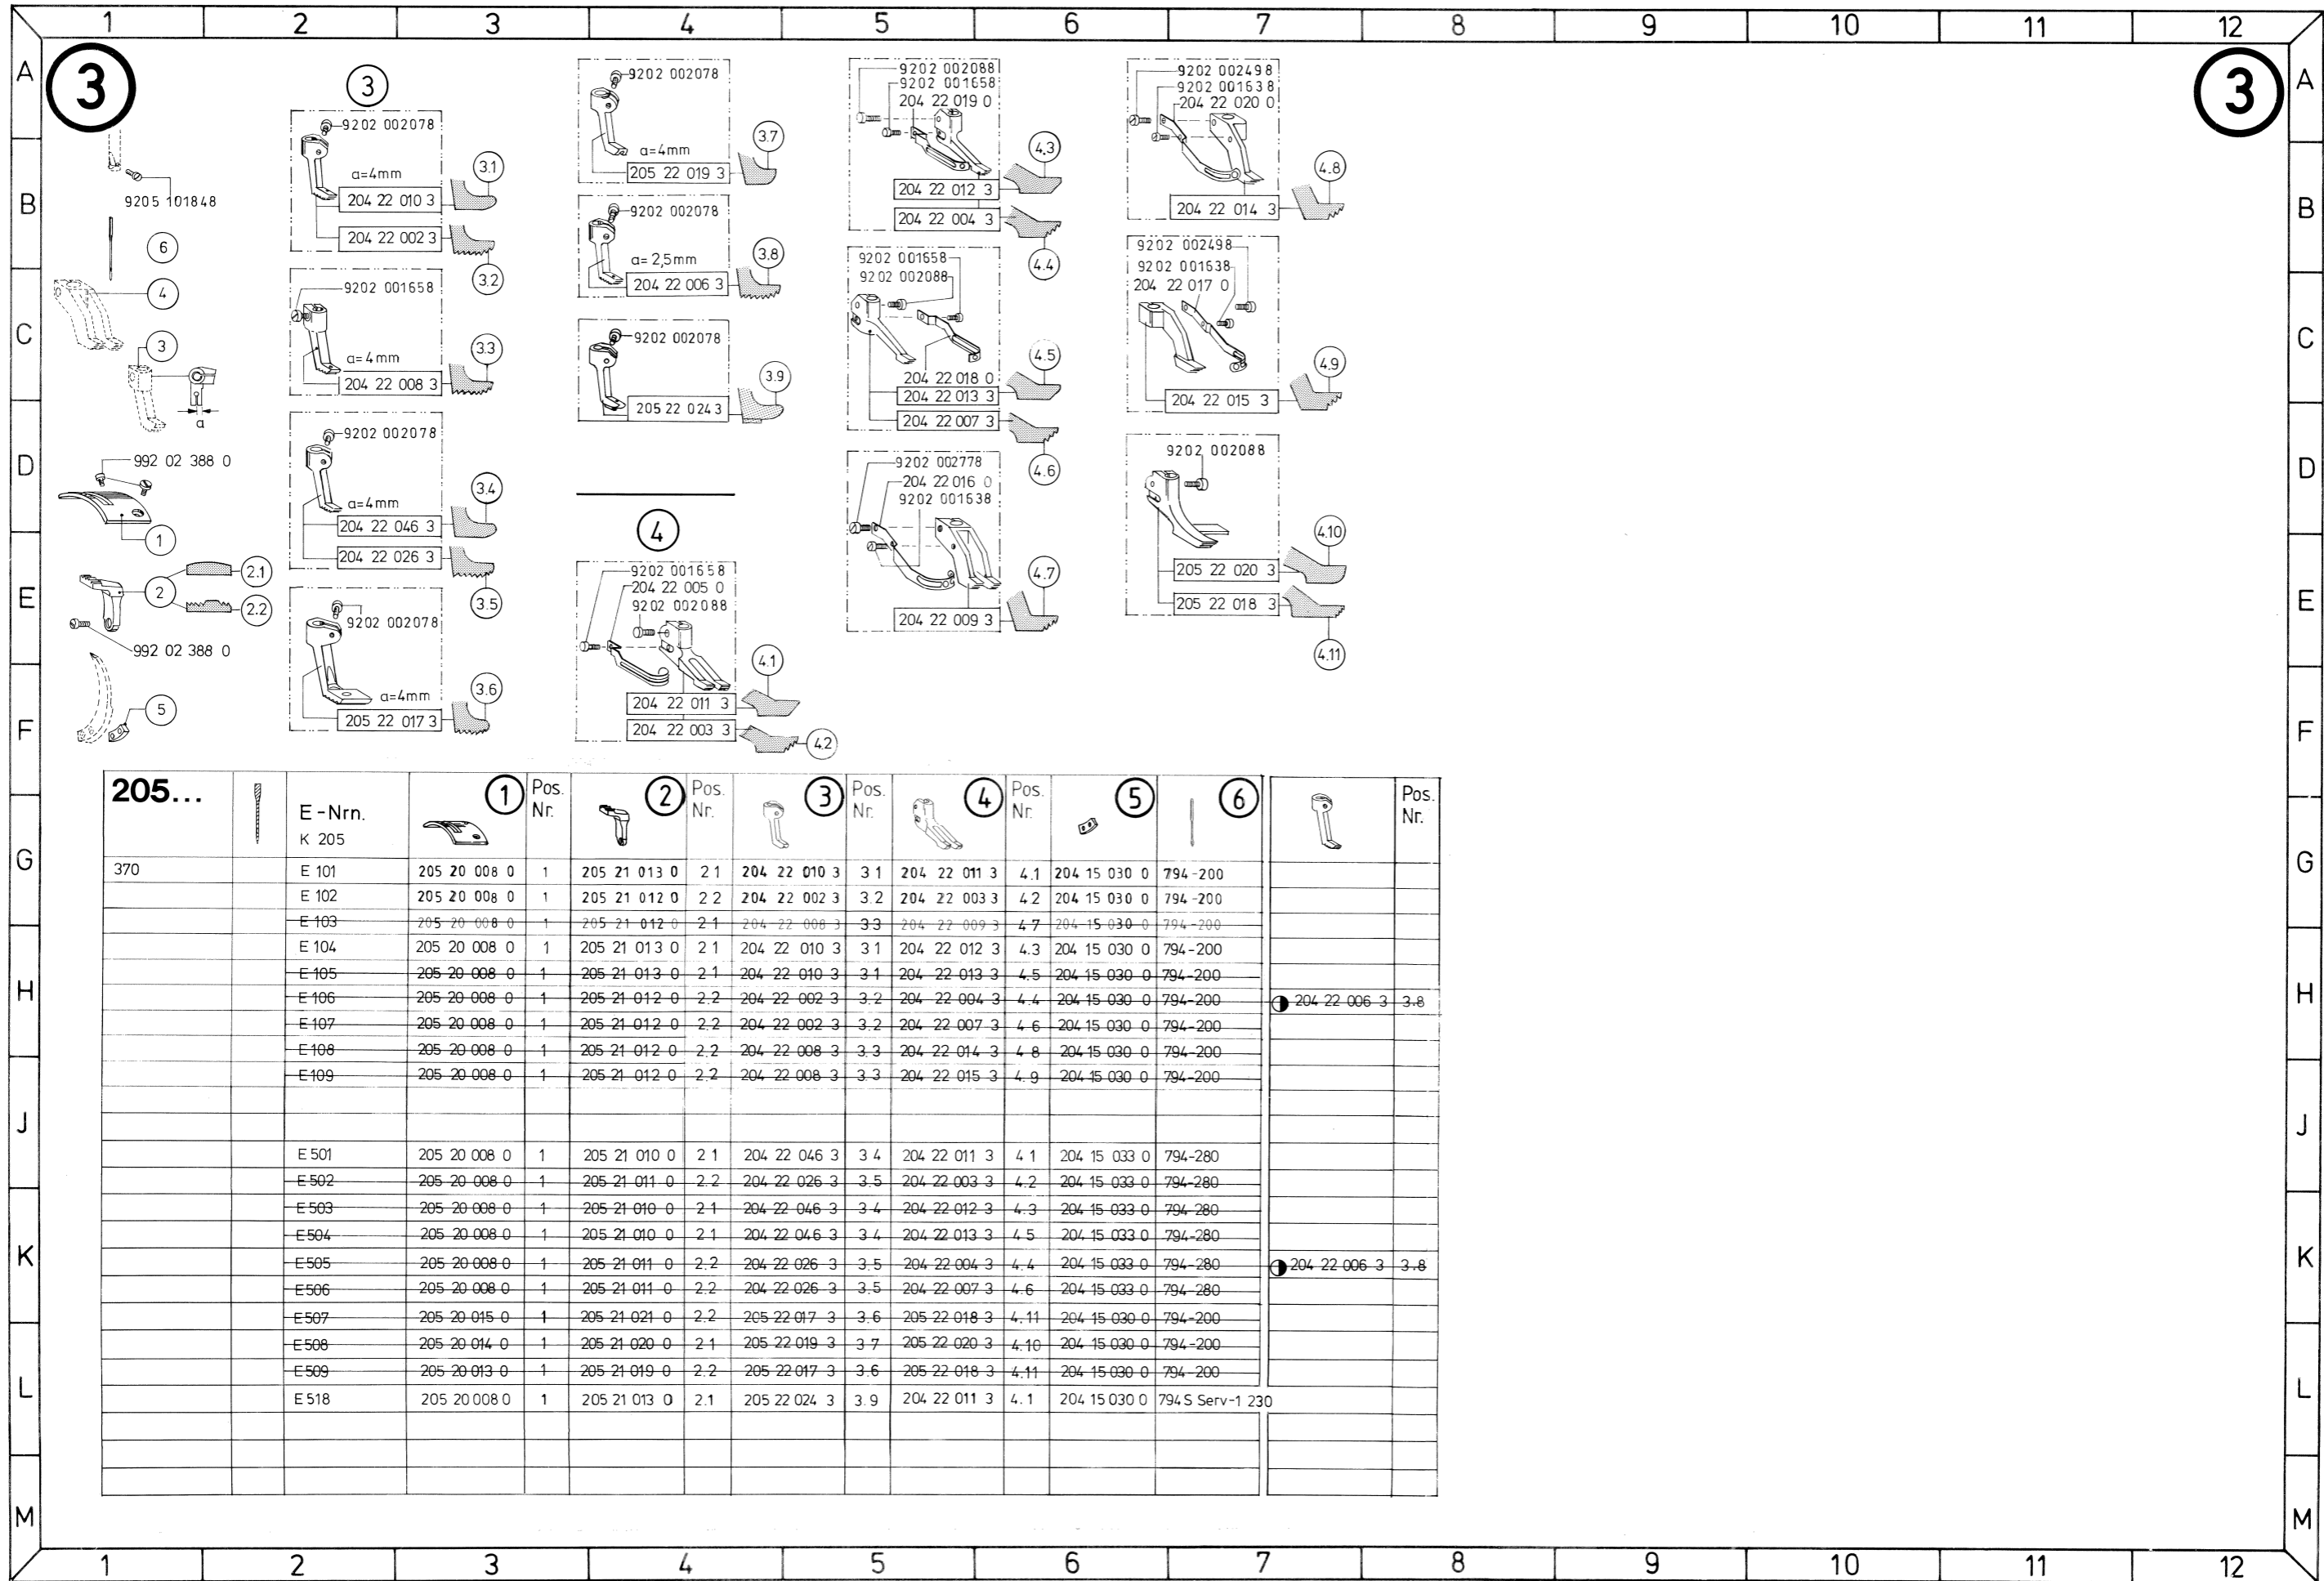 1 2 3 4 5 6 7 8 9 10 11 12
A A
B B
C C
D D
E E
F F
G G
H H
J J
K K
L L
M M
3
3
9205 101848
6
4
3
a
992 02 388 0
1
2
2.1
2.2
992 02 388 0
5
3
9202 002078
a=4mm
204 22 010 3
3.1
204 22 002 3
3.2
9202 001658
a=4mm
204 22 008 3
3.3
9202 002078
a=4mm
204 22 046 3
3.4
204 22 026 3
3.5
9202 002078
a=4mm
205 22 017 3
3.6
9202 002078
a=4mm
205 22 019 3
3.7
9202 002078
a= 2,5mm
204 22 006 3
3.8
9202 002078
205 22 024 3
3.9
4
9202 001658
204 22 005 0
9202 002088
204 22 011 3
4.1
204 22 003 3
4.2
9202 002088
9202 001658
204 22 019 0
204 22 012 3
4.3
204 22 004 3
4.4
9202 001658
9202 002088
204 22 018 0
204 22 013 3
4.5
204 22 007 3
4.6
9202 002778
204 22 016 0
9202 001638
204 22 009 3
4.7
9202 002498
9202 001638
204 22 020 0
204 22 014 3
4.8
9202 002498
9202 001638
204 22 017 0
204 22 015 3
4.9
9202 002088
205 22 020 3
4.10
205 22 018 3
4.11
205... E-Nrn. K 205 1 Pos. Nr. 2 Pos. Nr. 3 Pos. Nr. 4 Pos. Nr. 5 6 Pos. Nr.
370 E 101 205 20 008 0 1 205 21 013 0 2 1 204 22 010 3 3 1 204 22 011 3 4.1 204 15 030 0 794-200
E 102 205 20 008 0 1 205 21 012 0 2 2 204 22 002 3 3.2 204 22 003 3 4 2 204 15 030 0 794-200
E 103 205 20 008 0 1 205 21 012 0 2 1 204 22 008 3 3.3 204 22 009 3 4 7 204 15 030 0 794-200
E 104 205 20 008 0 1 205 21 013 0 2 1 204 22 010 3 3 1 204 22 012 3 4.3 204 15 030 0 794-200
E 105 205 20 008 0 1 205 21 013 0 2 1 204 22 010 3 3 1 204 22 013 3 4.5 204 15 030 0 794-200
E 106 205 20 008 0 1 205 21 012 0 2.2 204 22 002 3 3.2 204 22 004 3 4.4 204 15 030 0 794-200 204 22 006 3 3.8
E 107 205 20 008 0 1 205 21 012 0 2.2 204 22 002 3 3.2 204 22 007 3 4 6 204 15 030 0 794-200
E 108 205 20 008 0 1 205 21 012 0 2.2 204 22 008 3 3.3 204 22 014 3 4 8 204 15 030 0 794-200
E 109 205 20 008 0 1 205 21 012 0 2.2 204 22 008 3 3.3 204 22 015 3 4.9 204 15 030 0 794-200
E 501 205 20 008 0 1 205 21 010 0 2 1 204 22 046 3 3 4 204 22 011 3 4 1 204 15 033 0 794-280
E 502 205 20 008 0 1 205 21 011 0 2.2 204 22 026 3 3.5 204 22 003 3 4.2 204 15 033 0 794-280
E 503 205 20 008 0 1 205 21 010 0 2 1 204 22 046 3 3 4 204 22 012 3 4.3 204 15 033 0 794-280
E 504 205 20 008 0 1 205 21 010 0 2 1 204 22 046 3 3 4 204 22 013 3 4 5 204 15 033 0 794-280
E 505 205 20 008 0 1 205 21 011 0 2.2 204 22 026 3 3.5 204 22 004 3 4.4 204 15 033 0 794-280 204 22 006 3 3.8
E 506 205 20 008 0 1 205 21 011 0 2.2 204 22 026 3 3.5 204 22 007 3 4.6 204 15 033 0 794-280
E 507 205 20 015 0 1 205 21 021 0 2.2 205 22 017 3 3.6 205 22 018 3 4.11 204 15 030 0 794-200
E 508 205 20 014 0 1 205 21 020 0 2 1 205 22 019 3 3 7 205 22 020 3 4.10 204 15 030 0 794-200
E 509 205 20 013 0 1 205 21 019 0 2.2 205 22 017 3 3.6 205 22 018 3 4.11 204 15 030 0 794-200
E 518 205 20 008 0 1 205 21 013 0 2.1 205 22 024 3 3.9 204 22 011 3 4.1 204 15 030 0 794 S Serv-1 230
1 2 3 4 5 6 7 8 9 10 11 12